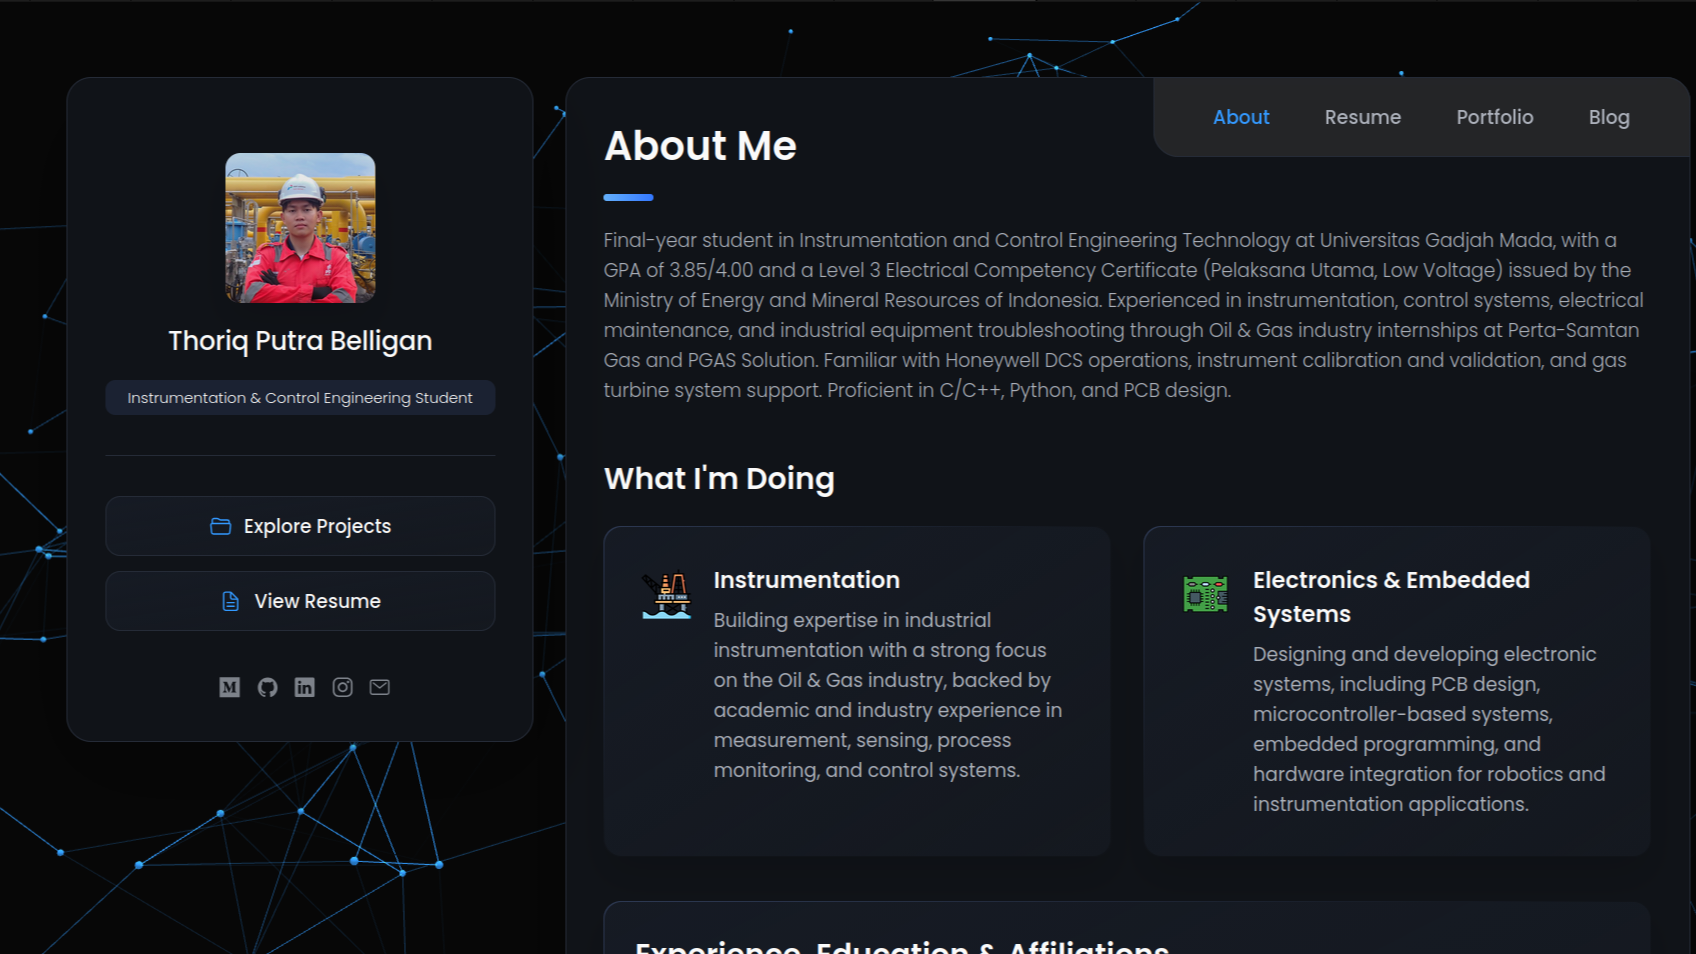 Thoriq Putra Belligan
Instrumentation & Control Engineering Student
Explore Projects
View Resume
About
Resume
Portfolio
Blog
About Me
Final-year student in Instrumentation and Control Engineering Technology at Universitas Gadjah Mada, with a
GPA of 3.85/4.00 and a Level 3 Electrical Competency Certificate (Pelaksana Utama, Low Voltage) issued by the
Ministry of Energy and Mineral Resources of Indonesia. Experienced in instrumentation, control systems, electrical
maintenance, and industrial equipment troubleshooting through Oil & Gas industry internships at Perta-Samtan
Gas and PGAS Solution. Familiar with Honeywell DCS operations, instrument calibration and validation, and gas
turbine system support. Proficient in C/C++, Python, and PCB design.
What I'm Doing
Instrumentation
Building expertise in industrial
instrumentation with a strong focus
on the Oil & Gas industry, backed by
academic and industry experience in
measurement, sensing, process
monitoring, and control systems.
Electronics & Embedded
Systems
Designing and developing electronic
systems, including PCB design,
microcontroller-based systems,
embedded programming, and
hardware integration for robotics and
instrumentation applications.
Experience, Education & Affiliations